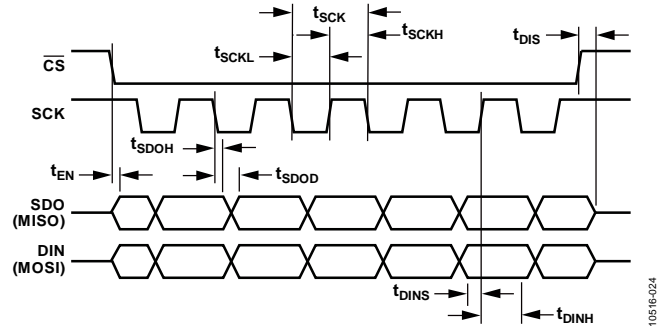 tSCK
tSCKL
tSCKH
tDIS
CS
SCK
tSDOH
tEN
tSDOD
SDO
(MISO)
DIN
(MOSI)
tDINS
tDINH
10516-024